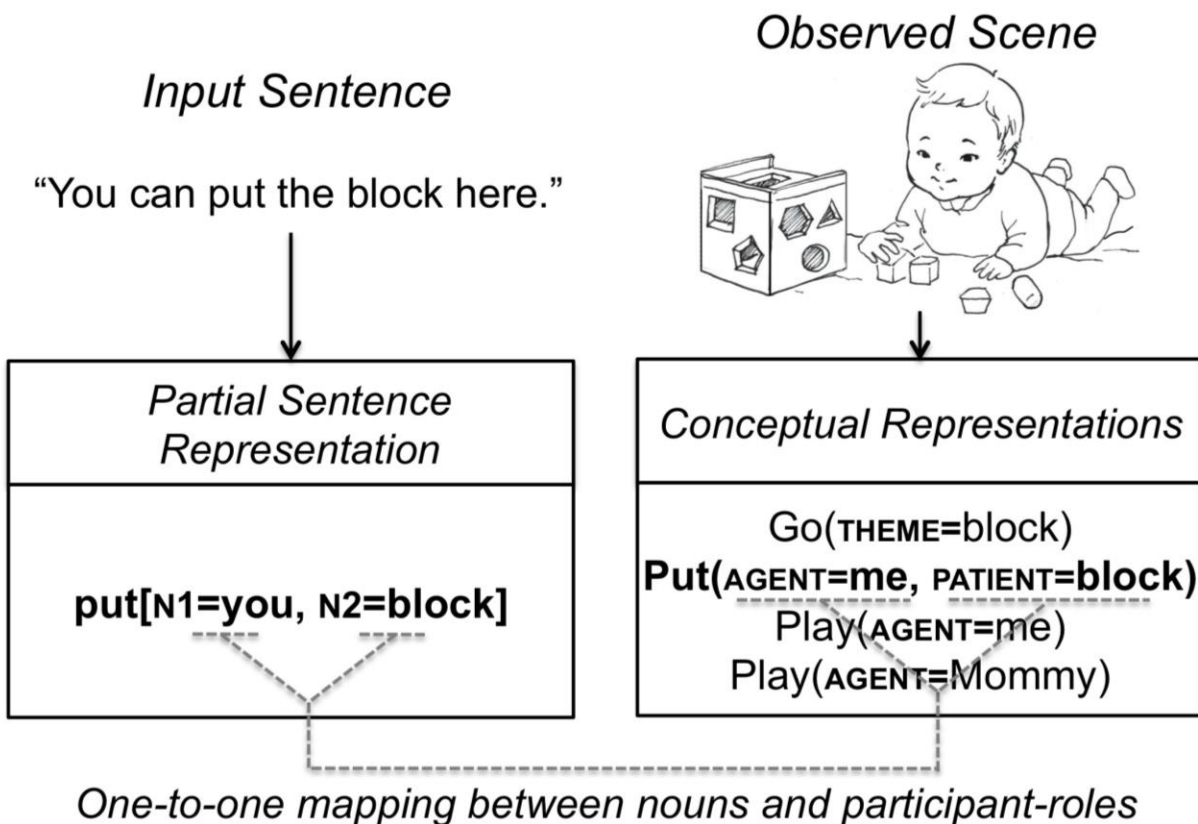 Input Sentence
“You can put the block here.”
Observed Scene
Partial Sentence
Representation
put[N1=you, N2=block]
Conceptual Representations
Go(THEME=block)
Put(AGENT=me, PATIENT=block)
Play(AGENT=me)
Play(AGENT=Mommy)
One-to-one mapping between nouns and participant-roles